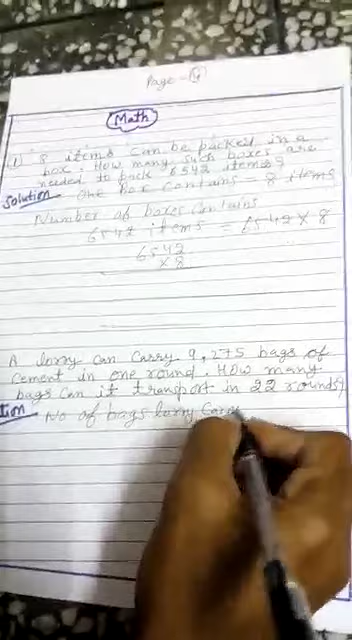 Page - 4
Math
1 8 items can be packed in a
box. How many such boxes are
needed to pack 6542 items?
Solution One Box contains 8 items
Number of boxes contains
6542 items = 6542 x 8
6542
x 8
A lorry can carry 9,275 bags of
cement in one round. How many
bags can it transport in 22 rounds?
tion No of bags lorry Carr